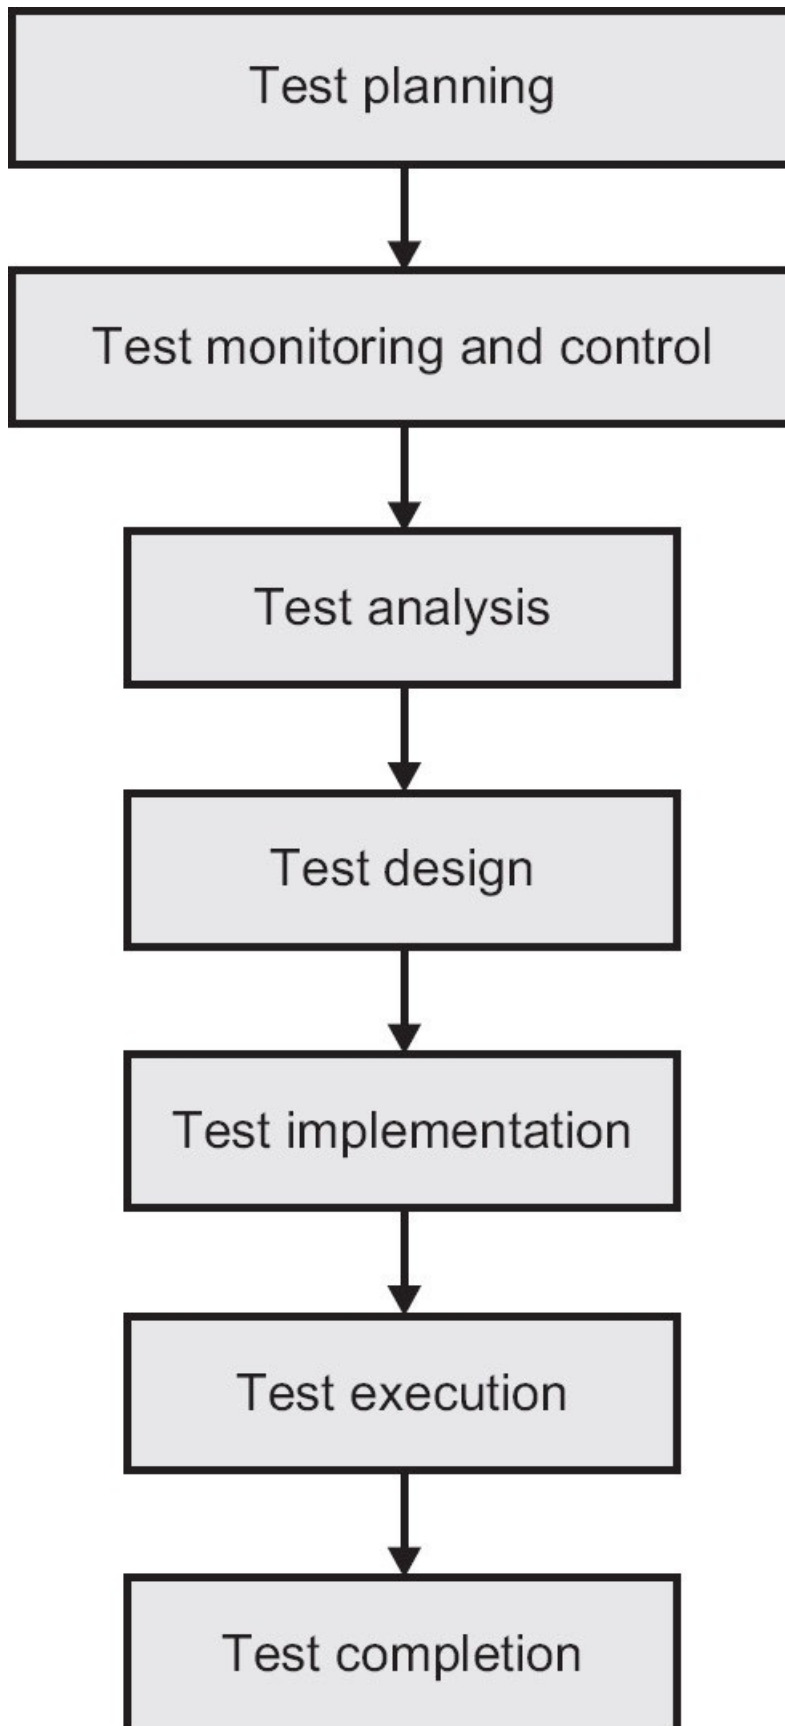 Test planning
Test monitoring and control
Test analysis
Test design
Test implementation
Test execution
Test completion